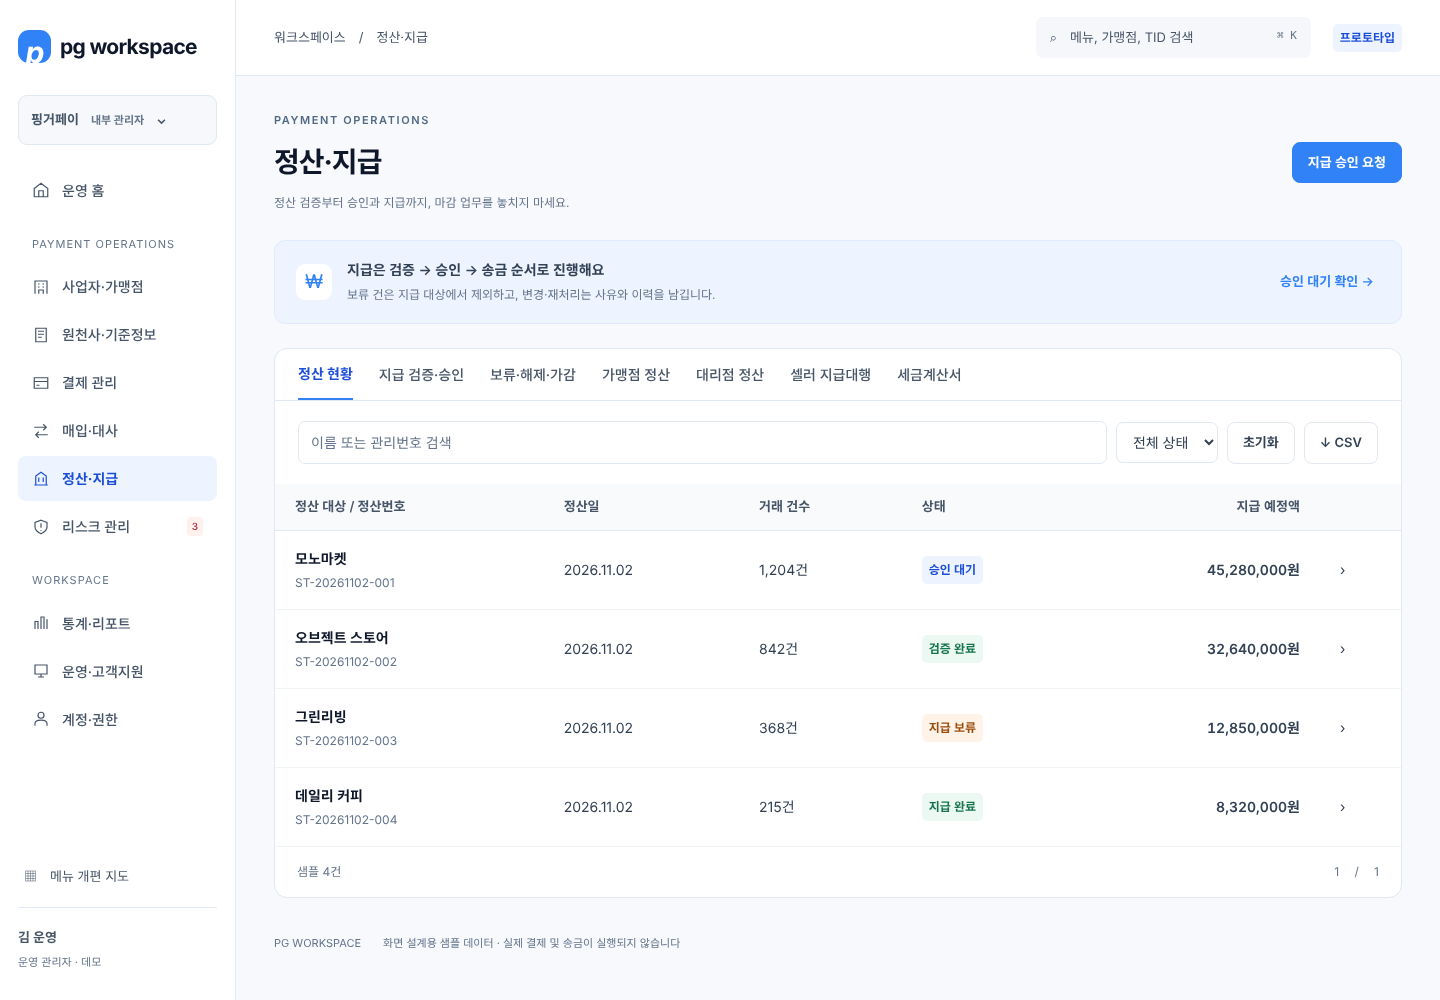 pg workspace
핑거페이 내부 관리자
운영 홈
PAYMENT OPERATIONS
사업자·가맹점
원천사·기준정보
결제 관리
매입·대사
정산·지급
리스크 관리 3
WORKSPACE
통계·리포트
운영·고객지원
계정·권한
메뉴 개편 지도
김 운영
운영 관리자 · 데모
워크스페이스 / 정산·지급
메뉴, 가맹점, TID 검색 ⌘ K
프로토타입
PAYMENT OPERATIONS
정산·지급
정산 검증부터 승인과 지급까지, 마감 업무를 놓치지 마세요.
지급 승인 요청
₩
지급은 검증 → 승인 → 송금 순서로 진행해요
보류 건은 지급 대상에서 제외하고, 변경·재처리는 사유와 이력을 남깁니다.
승인 대기 확인 →
정산 현황 지급 검증·승인 보류·해제·가감 가맹점 정산 대리점 정산 셀러 지급대행 세금계산서
이름 또는 관리번호 검색 전체 상태 초기화 ↓ CSV
정산 대상 / 정산번호 정산일 거래 건수 상태 지급 예정액
모노마켓
ST-20261102-001 2026.11.02 1,204건 승인 대기 45,280,000원 ›
오브젝트 스토어
ST-20261102-002 2026.11.02 842건 검증 완료 32,640,000원 ›
그린리빙
ST-20261102-003 2026.11.02 368건 지급 보류 12,850,000원 ›
데일리 커피
ST-20261102-004 2026.11.02 215건 지급 완료 8,320,000원 ›
샘플 4건 1 / 1
PG WORKSPACE 화면 설계용 샘플 데이터 · 실제 결제 및 송금이 실행되지 않습니다